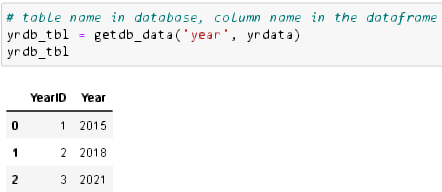 # table name in database, column name in the dataframe
yrdb_tbl = getdb_data('year', yrdata)
yrdb_tbl
YearID Year
0 1 2015
1 2 2018
2 3 2021